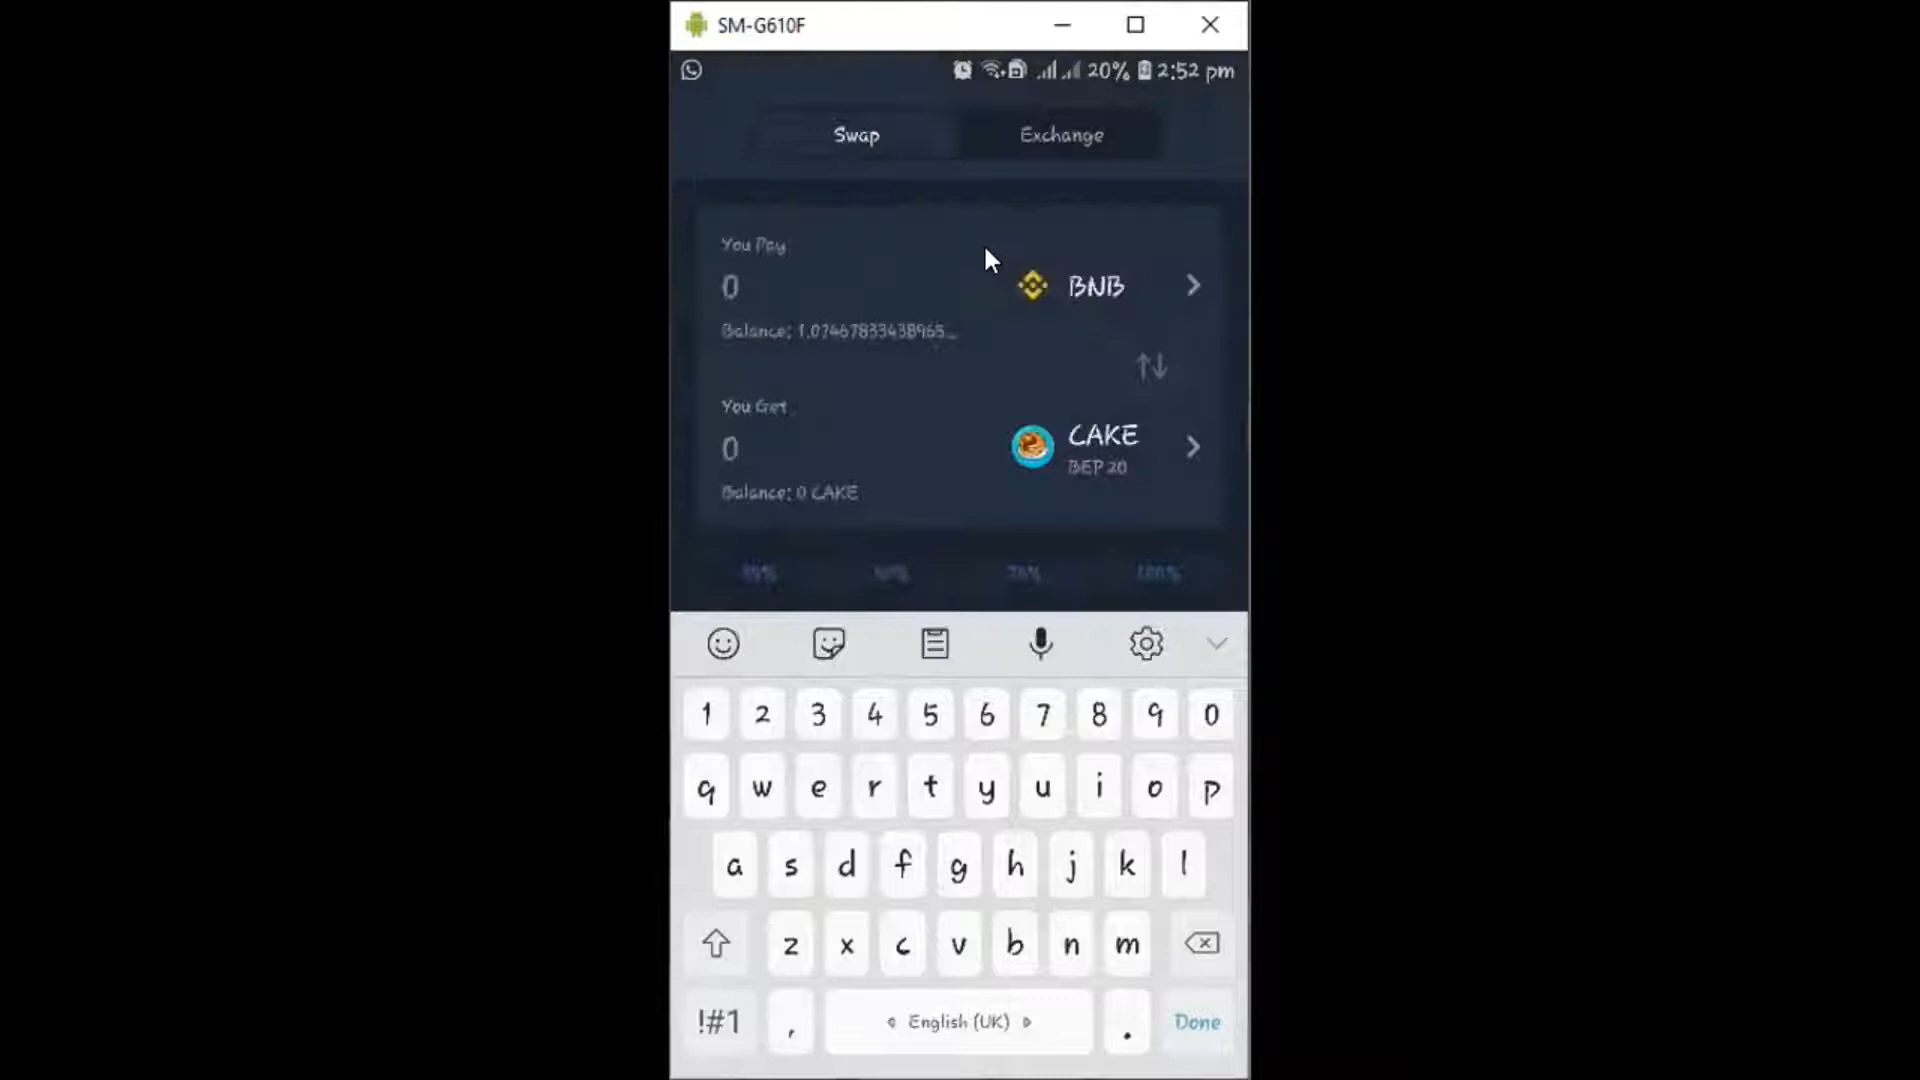 SM-G610F
20% 2:52 pm
Swap Exchange
You Pay
0 BNB
You Get
0 CAKE
BEP 20
Balance: 0 CAKE
100%
1 2 3 4 5 6 7 8 9 0
q w e r t y u i o p
a s d f g h j k l
z x c v b n m
!#1 , English (UK) . Done